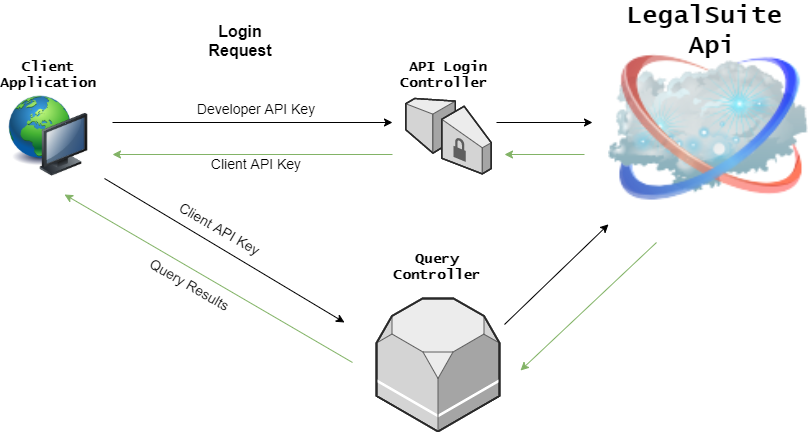 LegalSuite
Api
Login
Request
Client
Application
API Login
Controller
Developer API Key
Client API Key
Client API Key
Query Results
Query
Controller